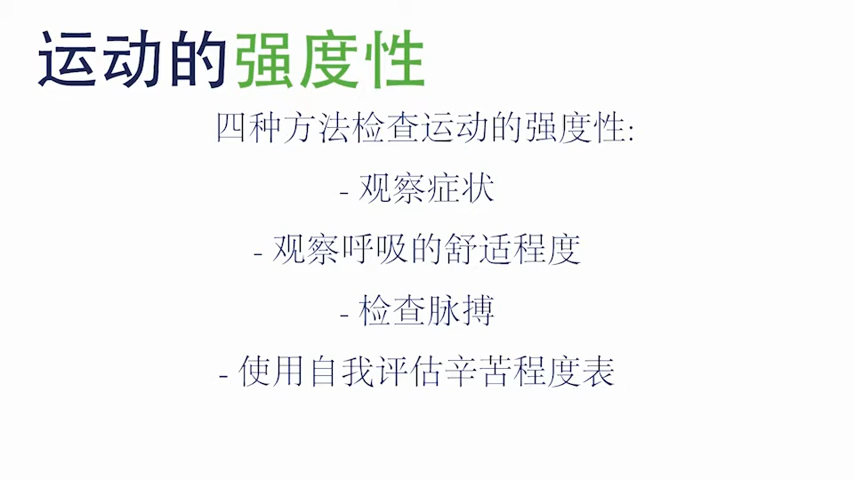 运动的强度性
四种方法检查运动的强度性:
- 观察症状
- 观察呼吸的舒适程度
- 检查脉搏
- 使用自我评估辛苦程度表